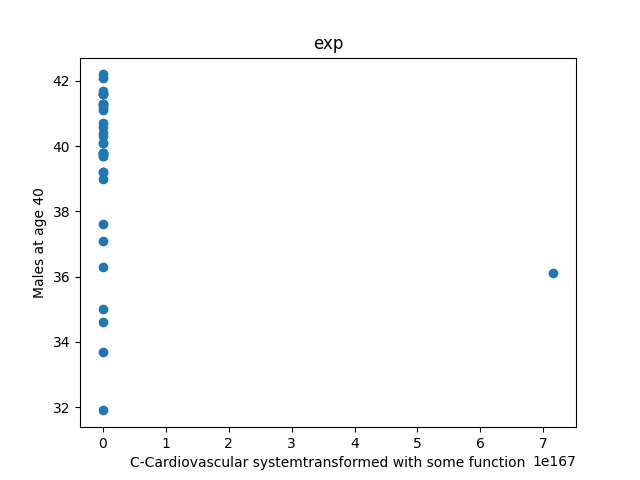 exp
Males at age 40
42
40
38
36
34
32
0 1 2 3 4 5 6 7
C-Cardiovascular systemtransformed with some function 1e167